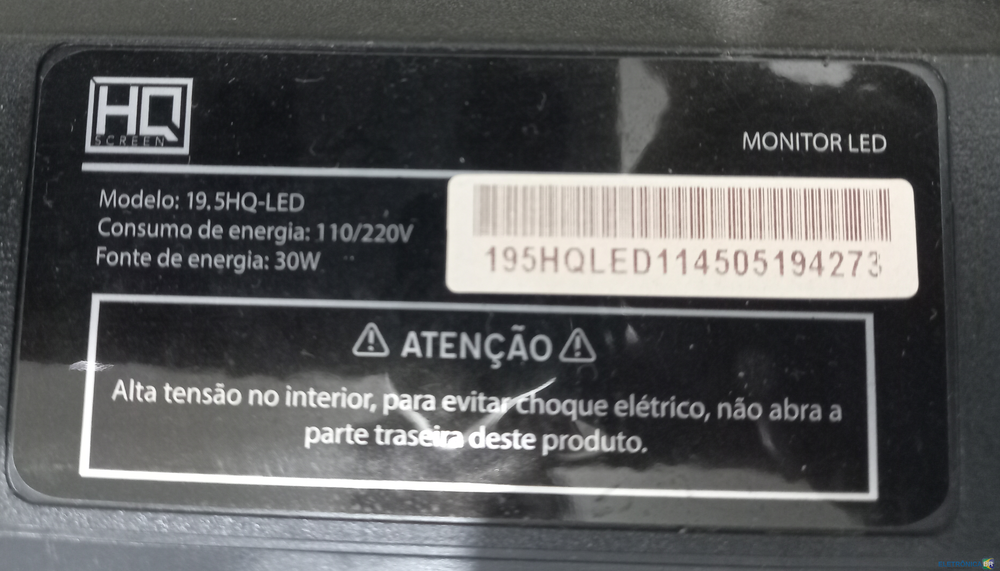 HQ
SCREEN
MONITOR LED
Modelo: 19.5HQ-LED
Consumo de energia: 110/220V
Fonte de energia: 30W
195HQLED114505194273
ATENÇÃO
Alta tensão no interior, para evitar choque elétrico, não abra a
parte traseira deste produto.